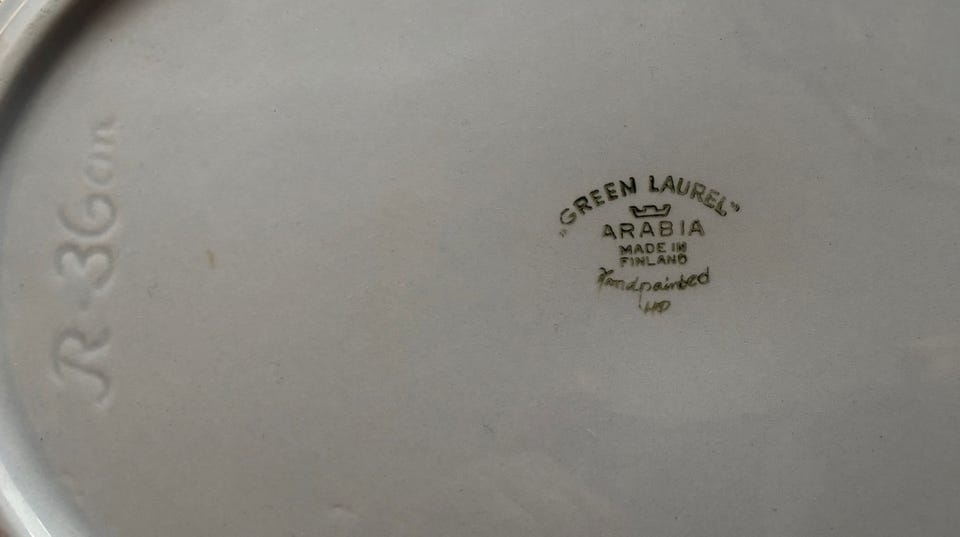 "GREEN LAUREL"
ARABIA
MADE IN
FINLAND
Handpainted
HP
R-36cm